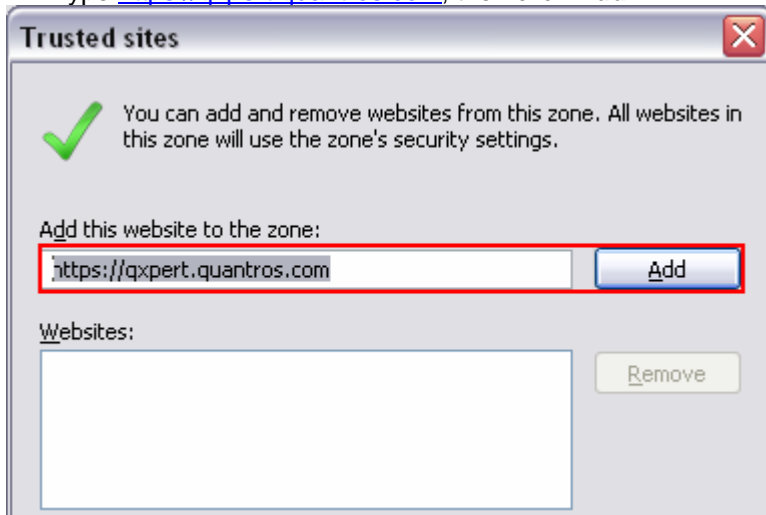 Trusted sites
You can add and remove websites from this zone. All websites in
this zone will use the zone's security settings.
Add this website to the zone:
https://qxpert.quantros.com
Add
Websites:
Remove